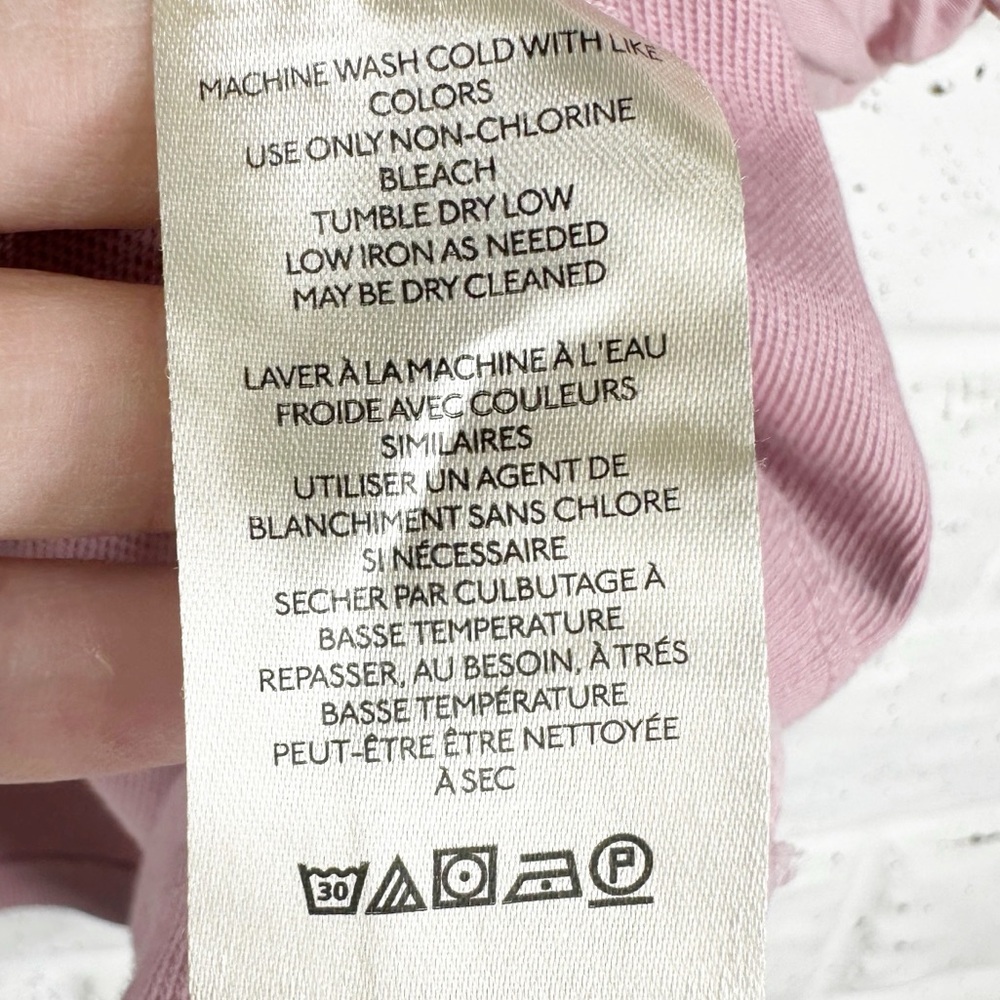 MACHINE WASH COLD WITH LIKE
COLORS
USE ONLY NON-CHLORINE
BLEACH
TUMBLE DRY LOW
LOW IRON AS NEEDED
MAY BE DRY CLEANED
LAVER À LA MACHINE À L'EAU
FROIDE AVEC COULEURS
SIMILAIRES
UTILISER UN AGENT DE
BLANCHIMENT SANS CHLORE
SI NÉCESSAIRE
SECHER PAR CULBUTAGE À
BASSE TEMPERATURE
REPASSER, AU BESOIN, À TRÉS
BASSE TEMPÉRATURE
PEUT-ÊTRE ÊTRE NETTOYÉE
À SEC
30 P